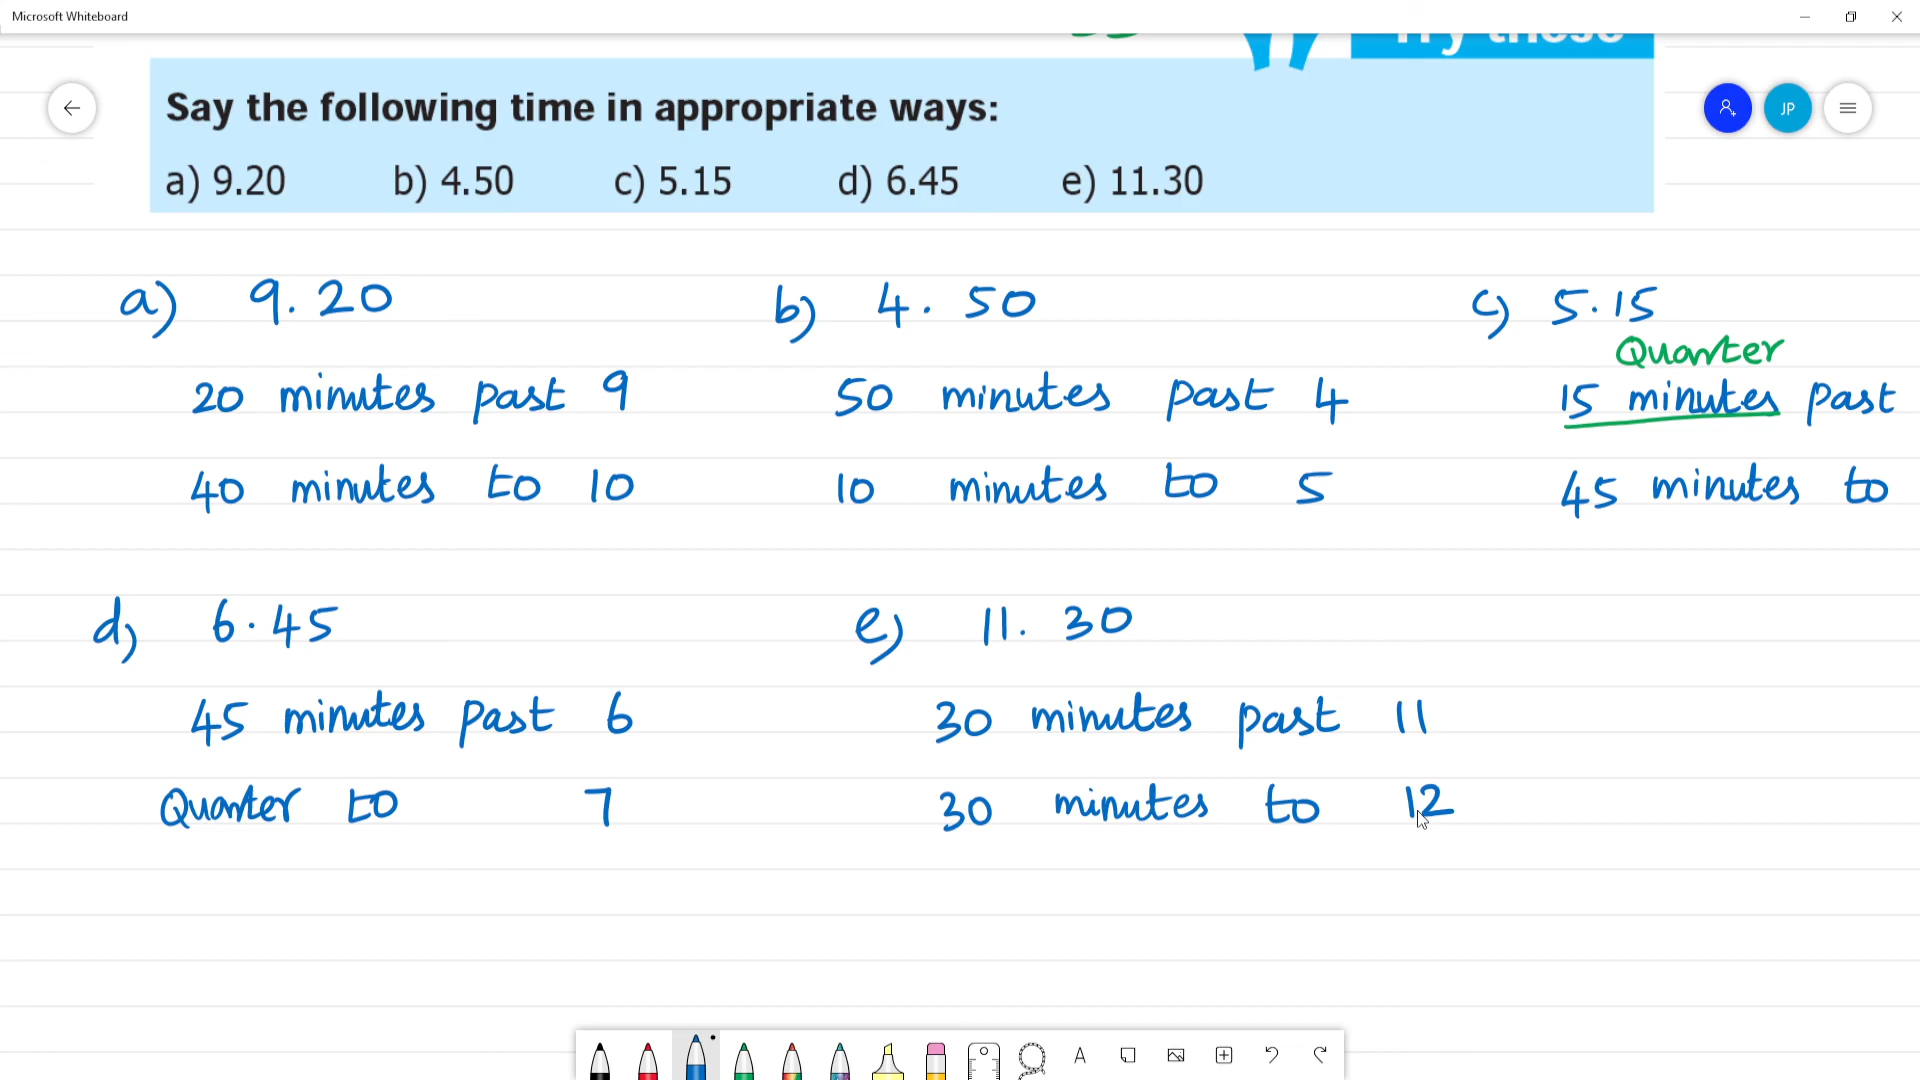 Microsoft Whiteboard
Try these
Say the following time in appropriate ways:
a) 9.20 b) 4.50 c) 5.15 d) 6.45 e) 11.30
JP
a) 9.20
20 minutes past 9
40 minutes to 10
b) 4.50
50 minutes past 4
10 minutes to 5
c) 5.15
Quarter
15 minutes past
45 minutes to
d) 6.45
45 minutes past 6
Quarter to 7
e) 11.30
30 minutes past 11
30 minutes to 12
A